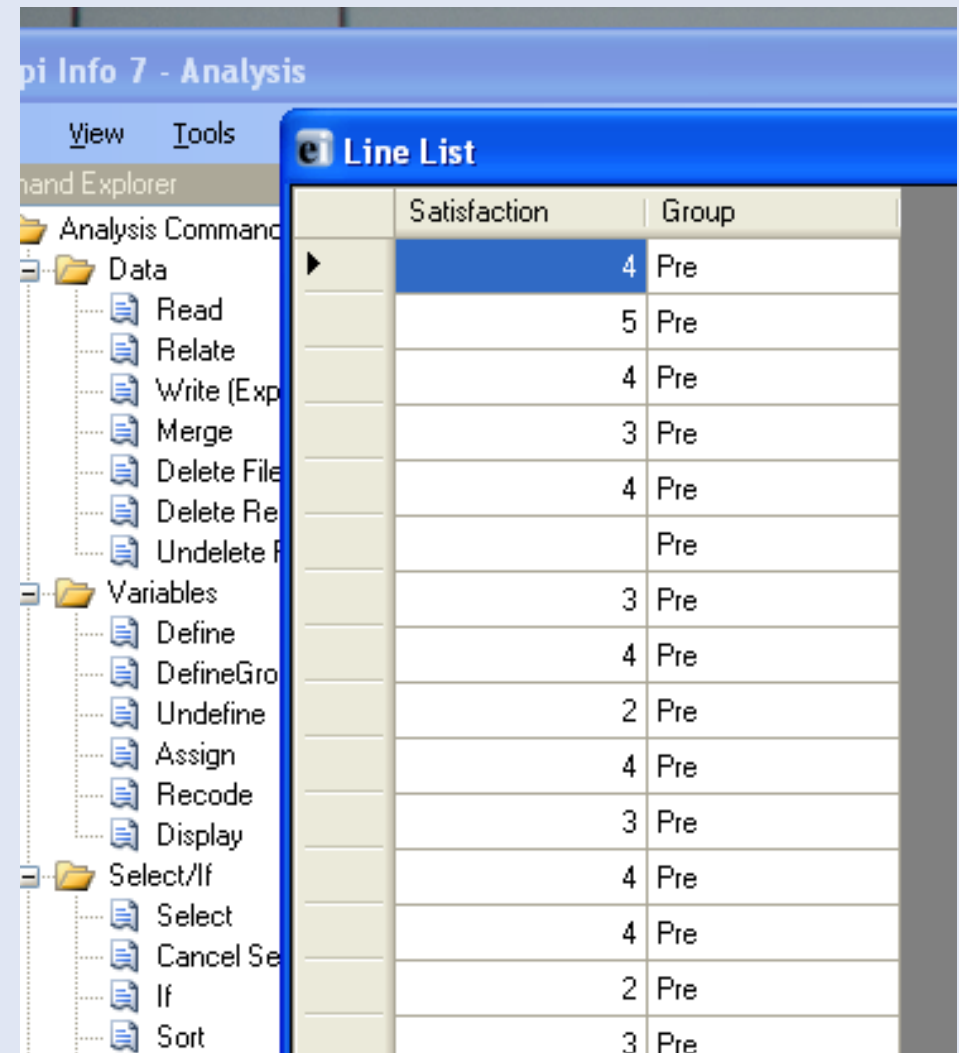 pi Info 7 - Analysis
View Tools
ei Line List
mand Explorer
Analysis Command
Data
Read
Relate
Write (Exp
Merge
Delete File
Delete Re
Undelete F
Variables
Define
DefineGro
Undefine
Assign
Recode
Display
Select/If
Select
Cancel Se
If
Sort
Satisfaction Group
4 Pre
5 Pre
4 Pre
3 Pre
4 Pre
Pre
3 Pre
4 Pre
2 Pre
4 Pre
3 Pre
4 Pre
4 Pre
2 Pre
3 Pre